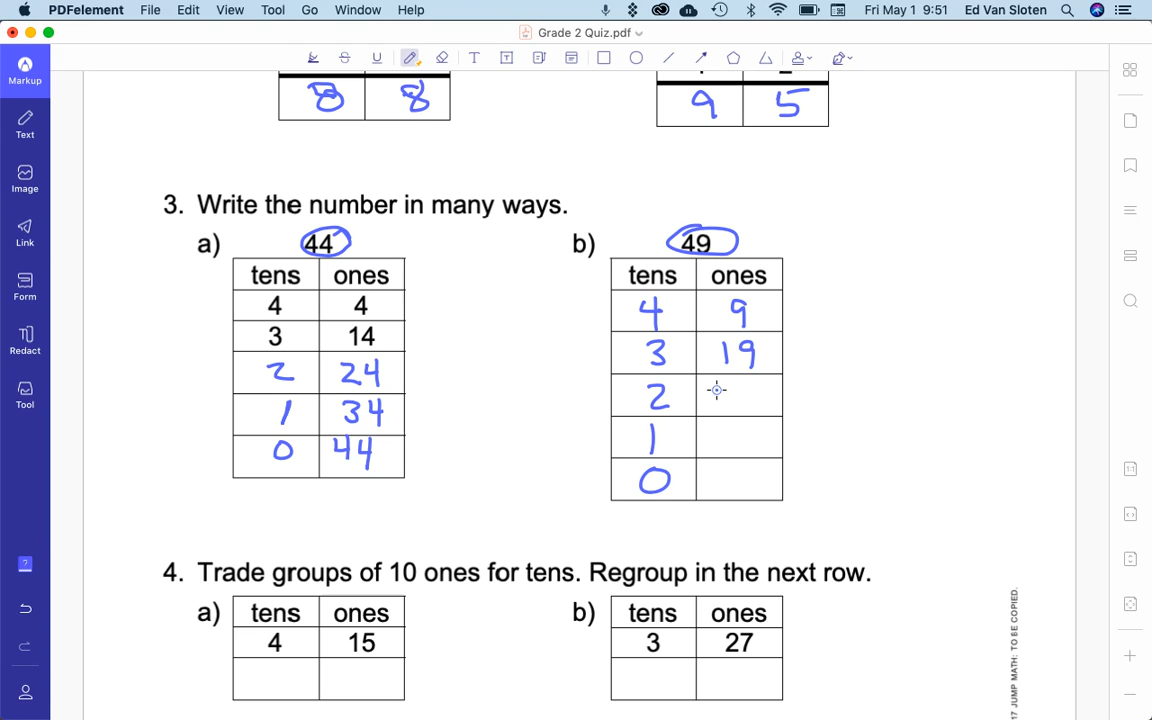 PDFelement File Edit View Tool Go Window Help Fri May 1 9:51 Ed Van Sloten
Grade 2 Quiz.pdf
Markup
Text
Image
Link
Form
Redact
Tool
8 8
9 5
3. Write the number in many ways.
a) 44
tens ones
4 4
3 14
2 24
1 34
0 44
b) 49
tens ones
4 9
3 19
2
1
0
4. Trade groups of 10 ones for tens. Regroup in the next row.
a) tens ones
4 15
b) tens ones
3 27
17 JUMP MATH: TO BE COPIED.